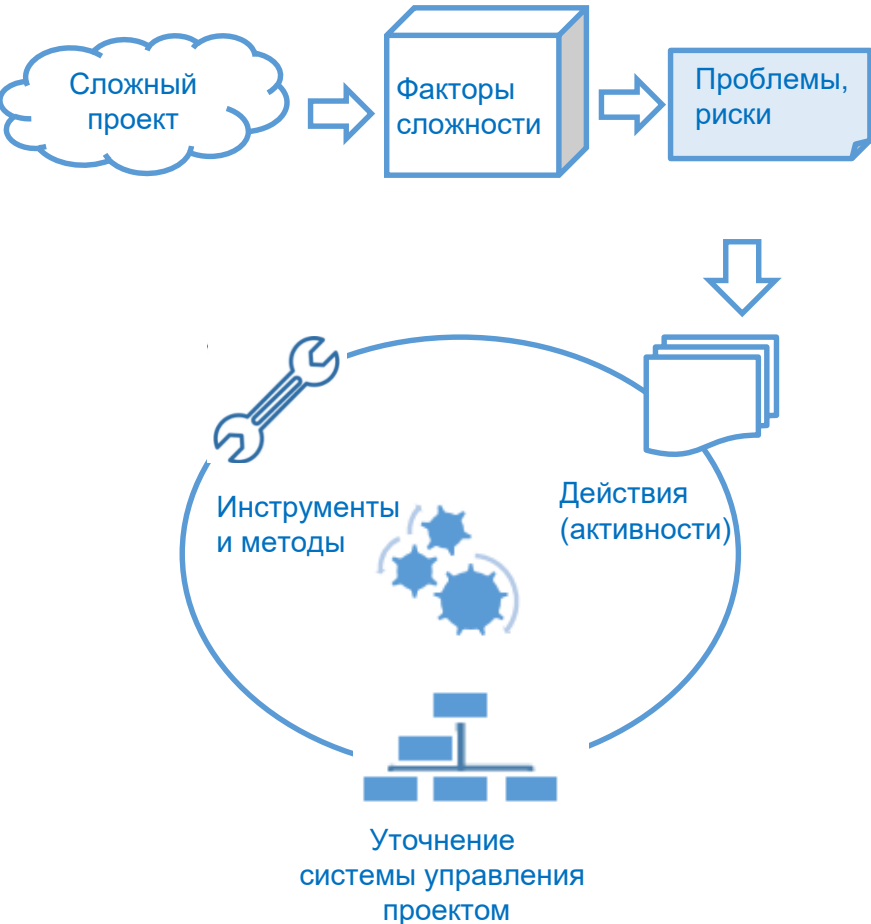 Сложный
проект
Факторы
сложности
Проблемы,
риски
Инструменты
и методы
Действия
(активности)
Уточнение
системы управления
проектом